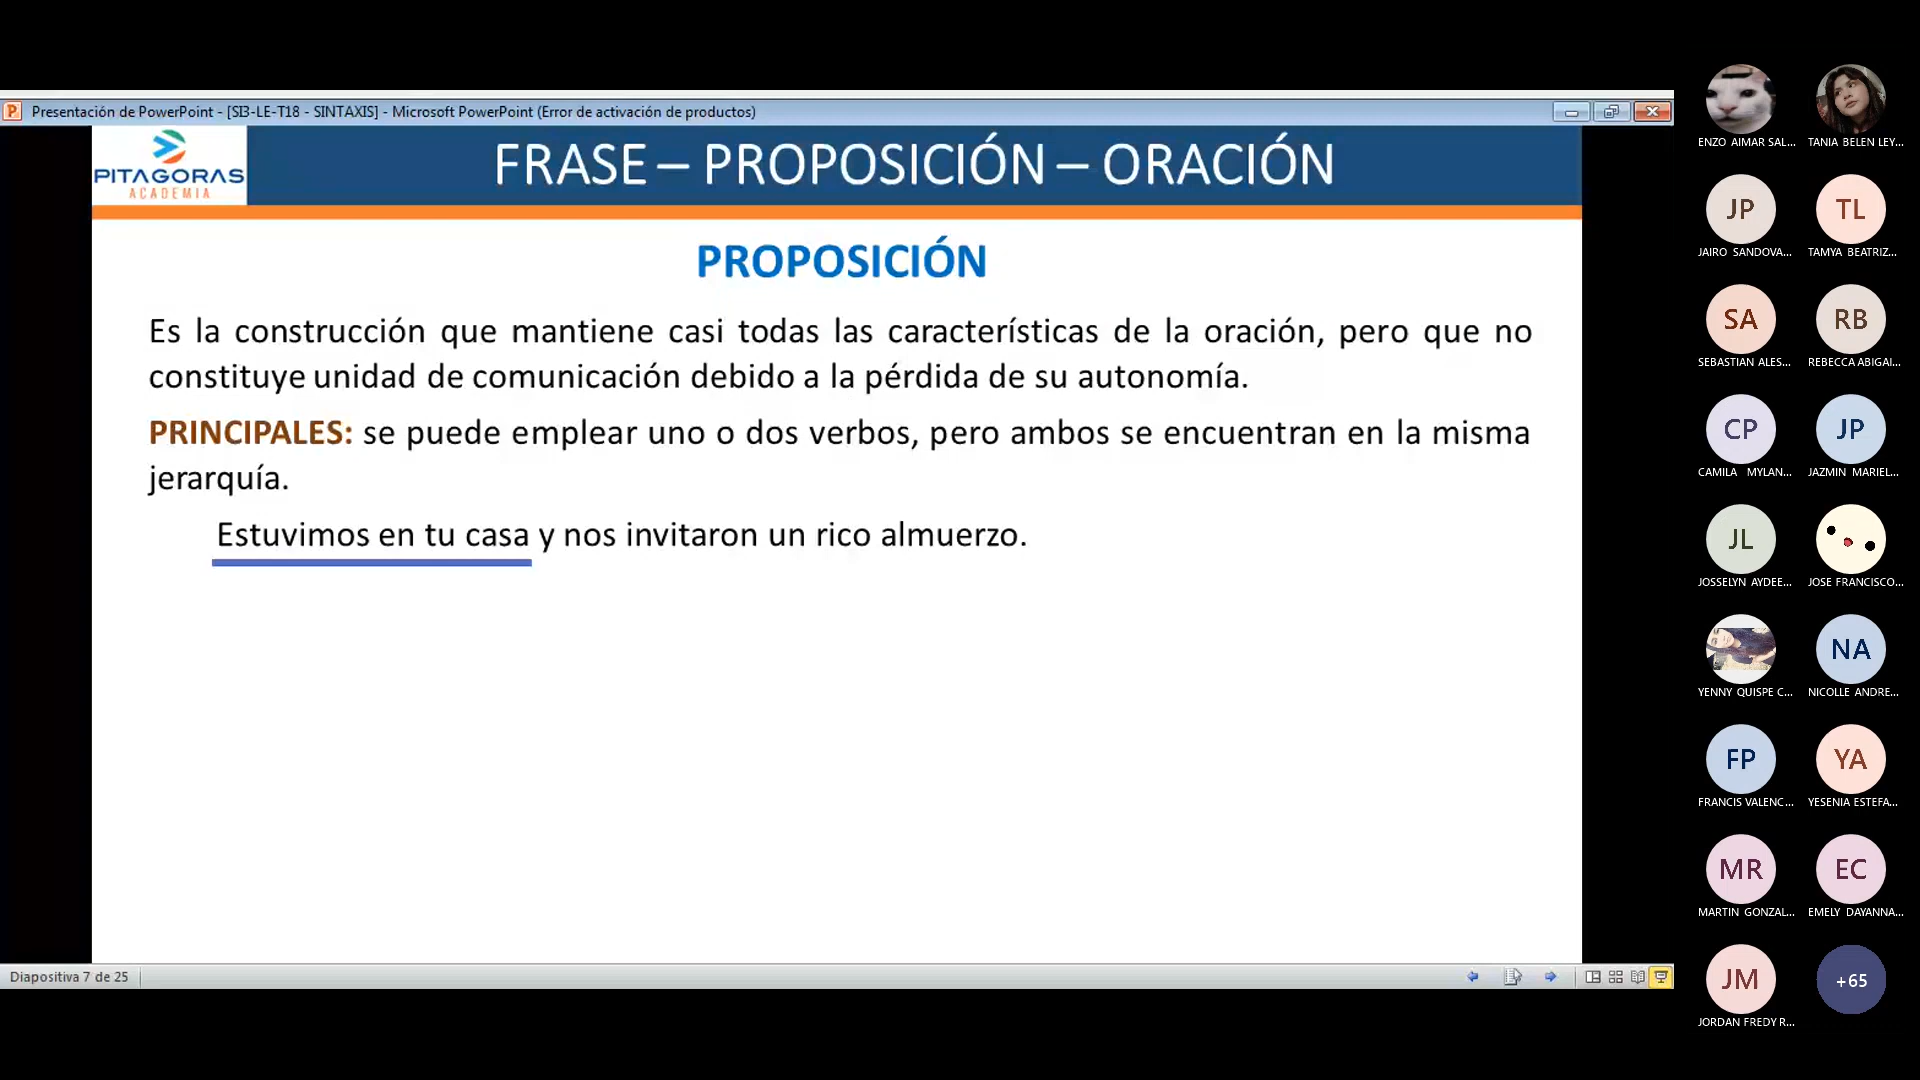 Presentación de PowerPoint - [SI3-LE-T18 - SINTAXIS] - Microsoft PowerPoint (Error de activación de productos)
PITAGORAS
ACADEMIA
FRASE – PROPOSICIÓN – ORACIÓN
PROPOSICIÓN
Es la construcción que mantiene casi todas las características de la oración, pero que no
constituye unidad de comunicación debido a la pérdida de su autonomía.
PRINCIPALES: se puede emplear uno o dos verbos, pero ambos se encuentran en la misma
jerarquía.
Estuvimos en tu casa y nos invitaron un rico almuerzo.
Diapositiva 7 de 25
ENZO AIMAR SAL... TANIA BELEN LEY...
JP TL
JAIRO SANDOVA... TAMYA BEATRIZ...
SA RB
SEBASTIAN ALES... REBECCA ABIGAI...
CP JP
CAMILA MYLAN... JAZMIN MARIEL...
JL
JOSSELYN AYDEE... JOSE FRANCISCO...
NA
YENNY QUISPE C... NICOLLE ANDRE...
FP YA
FRANCIS VALENC... YESENIA ESTEFA...
MR EC
MARTIN GONZAL... EMELY DAYANNA...
JM +65
JORDAN FREDY R...